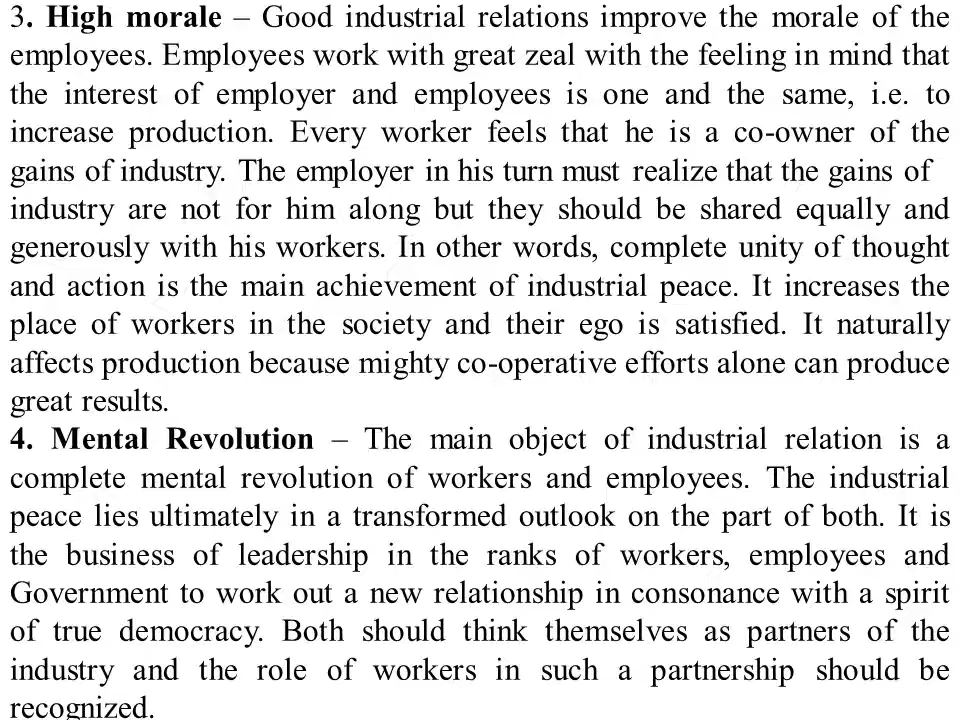 3. High morale – Good industrial relations improve the morale of the
employees. Employees work with great zeal with the feeling in mind that
the interest of employer and employees is one and the same, i.e. to
increase production. Every worker feels that he is a co-owner of the
gains of industry. The employer in his turn must realize that the gains of
industry are not for him along but they should be shared equally and
generously with his workers. In other words, complete unity of thought
and action is the main achievement of industrial peace. It increases the
place of workers in the society and their ego is satisfied. It naturally
affects production because mighty co-operative efforts alone can produce
great results.
4. Mental Revolution – The main object of industrial relation is a
complete mental revolution of workers and employees. The industrial
peace lies ultimately in a transformed outlook on the part of both. It is
the business of leadership in the ranks of workers, employees and
Government to work out a new relationship in consonance with a spirit
of true democracy. Both should think themselves as partners of the
industry and the role of workers in such a partnership should be
recognized.